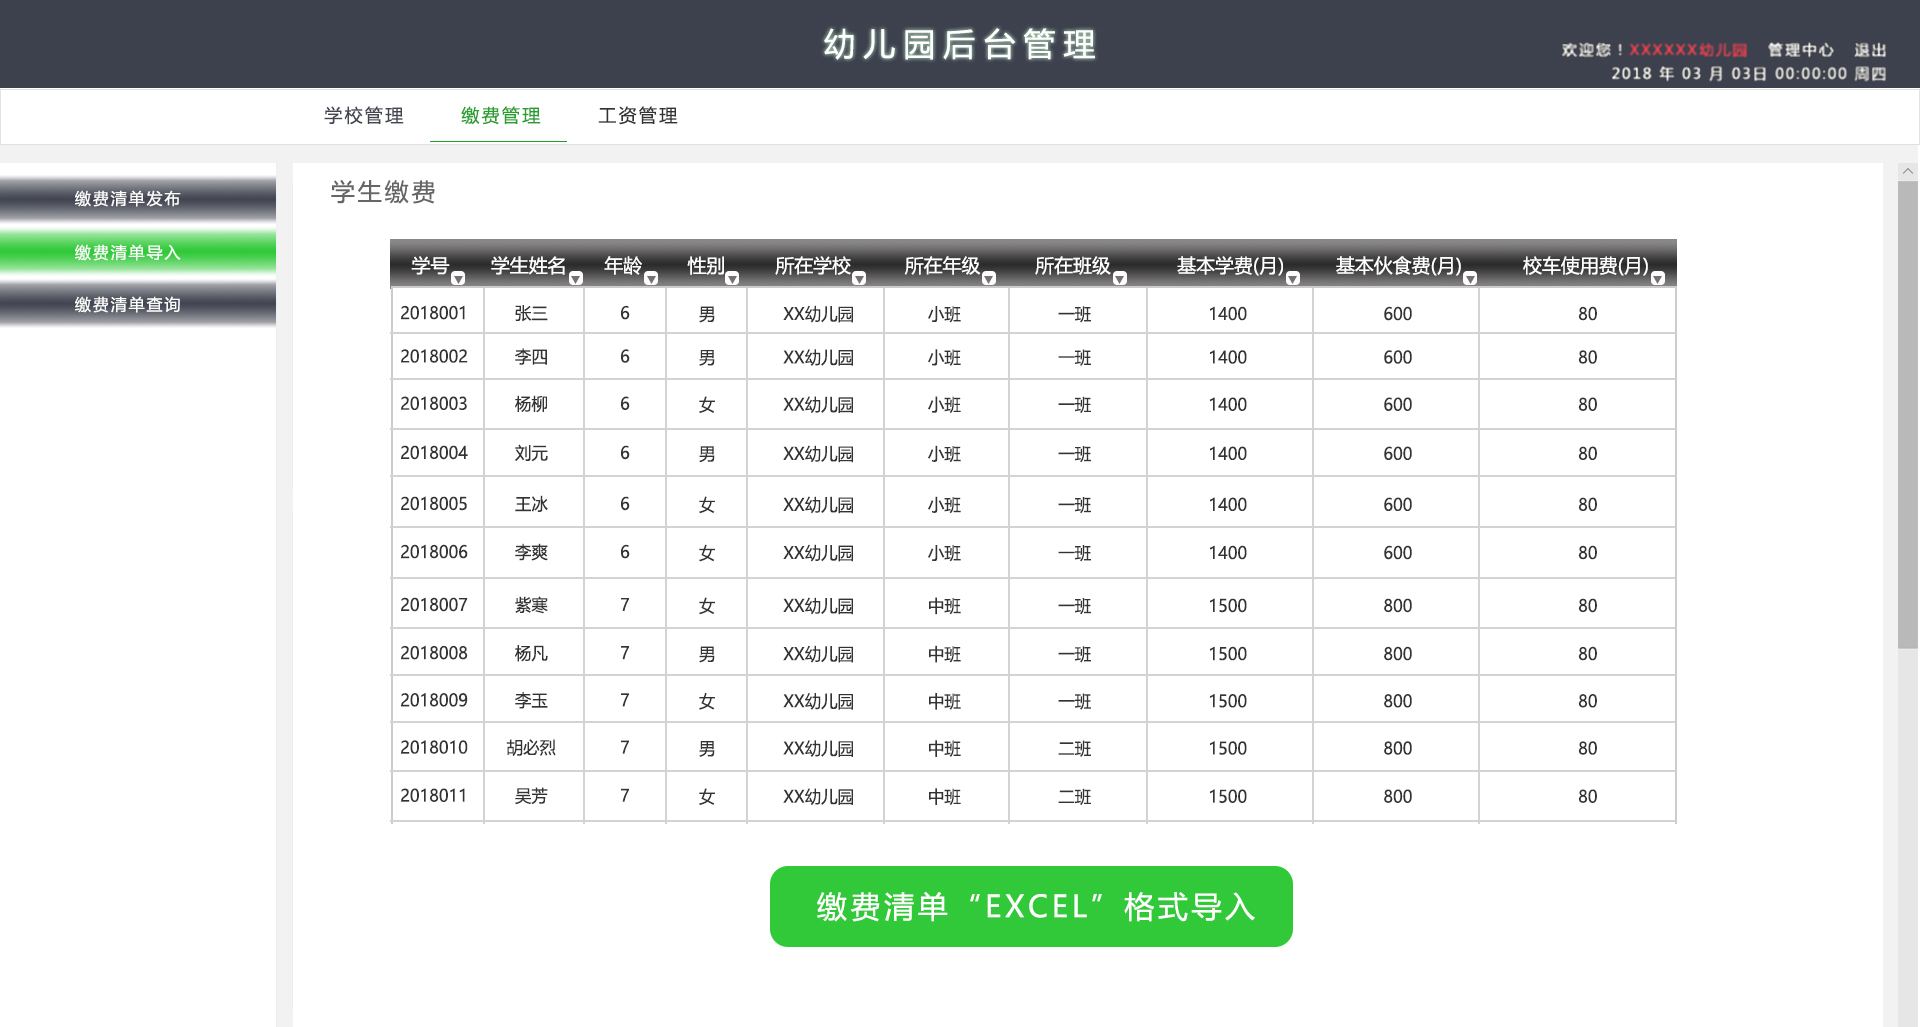 幼儿园后台管理
欢迎您！XXXXXX幼儿园 管理中心 退出
2018 年 03 月 03日 00:00:00 周四
学校管理 缴费管理 工资管理
缴费清单发布
缴费清单导入
缴费清单查询
学生缴费
学号 学生姓名 年龄 性别 所在学校 所在年级 所在班级 基本学费(月) 基本伙食费(月) 校车使用费(月)
2018001 张三 6 男 XX幼儿园 小班 一班 1400 600 80
2018002 李四 6 男 XX幼儿园 小班 一班 1400 600 80
2018003 杨柳 6 女 XX幼儿园 小班 一班 1400 600 80
2018004 刘元 6 男 XX幼儿园 小班 一班 1400 600 80
2018005 王冰 6 女 XX幼儿园 小班 一班 1400 600 80
2018006 李爽 6 女 XX幼儿园 小班 一班 1400 600 80
2018007 紫寒 7 女 XX幼儿园 中班 一班 1500 800 80
2018008 杨凡 7 男 XX幼儿园 中班 一班 1500 800 80
2018009 李玉 7 女 XX幼儿园 中班 一班 1500 800 80
2018010 胡必烈 7 男 XX幼儿园 中班 二班 1500 800 80
2018011 吴芳 7 女 XX幼儿园 中班 二班 1500 800 80
缴费清单“EXCEL”格式导入